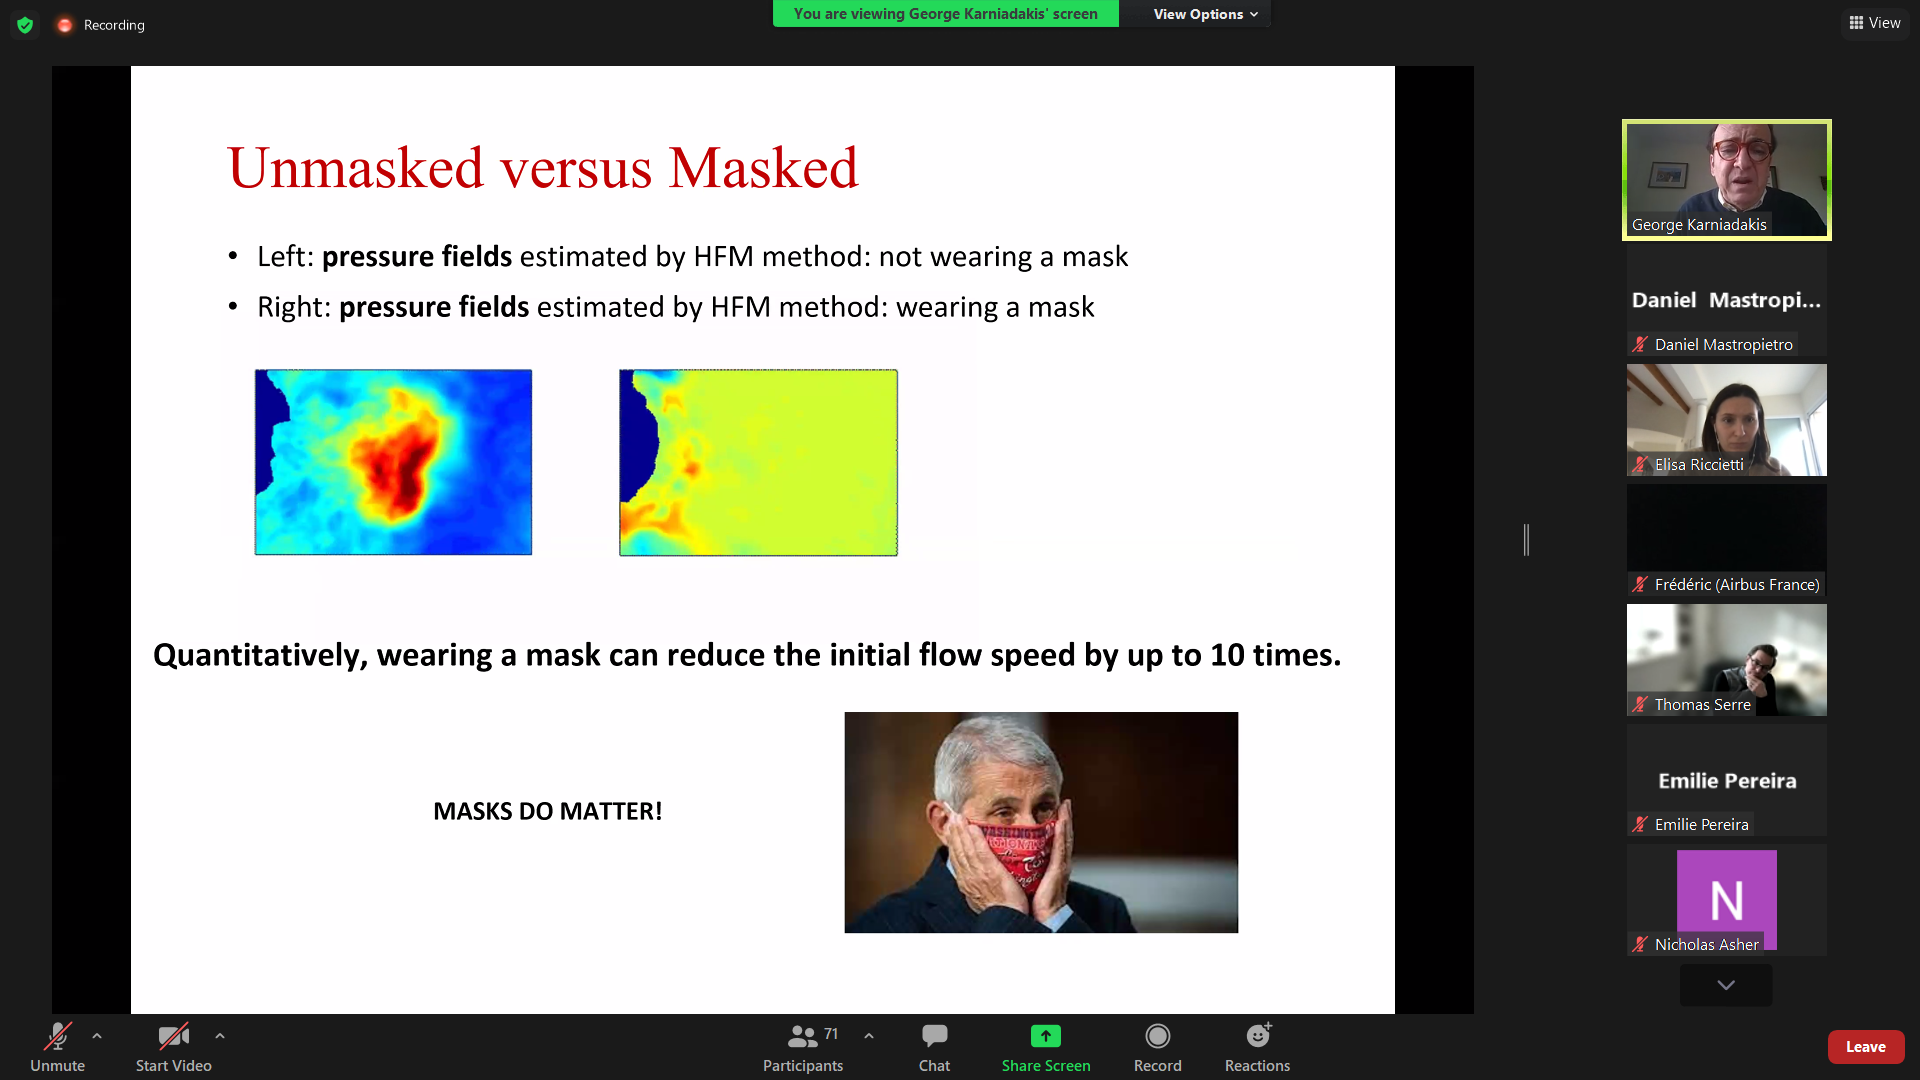 Recording
You are viewing George Karniadakis' screen
View Options
View
Unmasked versus Masked
• Left: pressure fields estimated by HFM method: not wearing a mask
• Right: pressure fields estimated by HFM method: wearing a mask
Quantitatively, wearing a mask can reduce the initial flow speed by up to 10 times.
MASKS DO MATTER!
WASHINGTON
NATIONAL
George Karniadakis
Daniel Mastropi...
Daniel Mastropietro
Elisa Riccietti
Frédéric (Airbus France)
Thomas Serre
Emilie Pereira
Emilie Pereira
N
Nicholas Asher
Unmute
Start Video
71
Participants
Chat
Share Screen
Record
Reactions
Leave